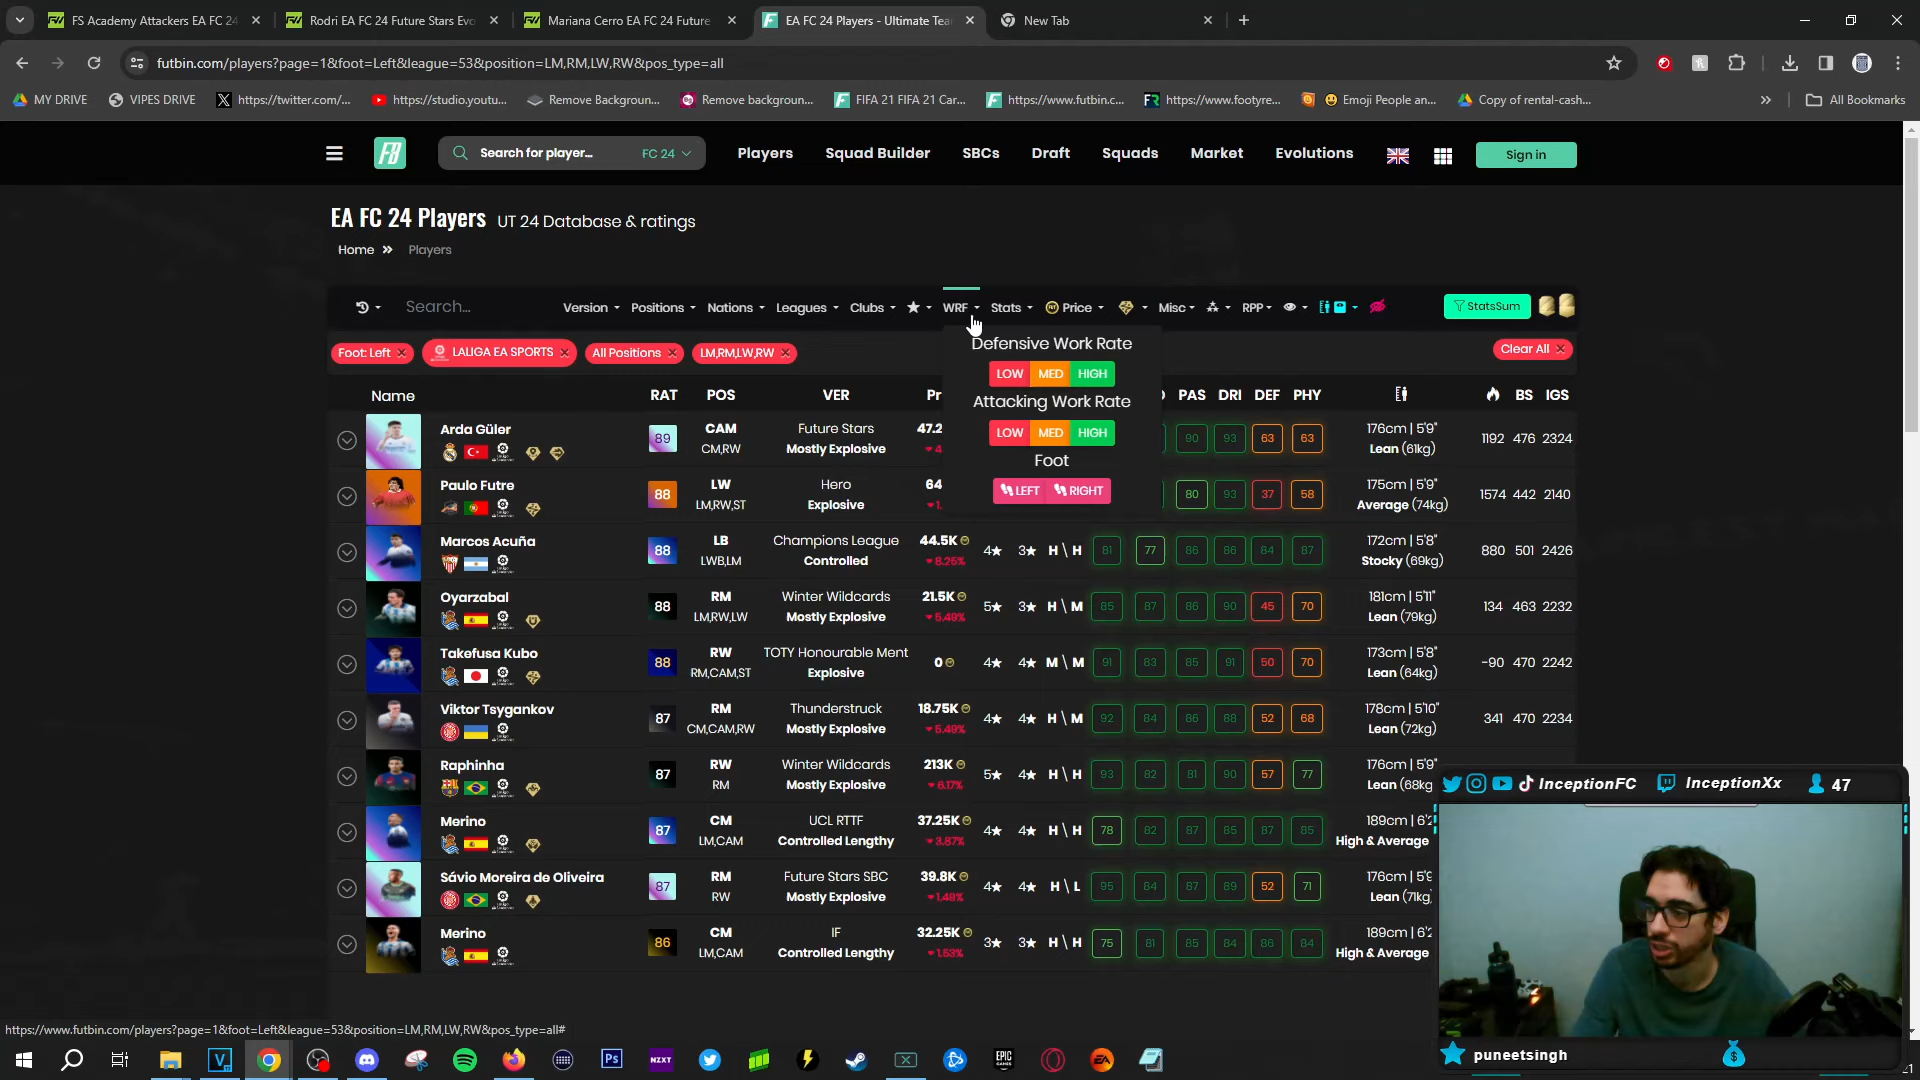 FS Academy Attackers EA FC 24
Rodri EA FC 24 Future Stars Evo
Mariana Cerro EA FC 24 Future
EA FC 24 Players - Ultimate Tea
New Tab
futbin.com/players?page=1&foot=Left&league=53&position=LM,RM,LW,RW&pos_type=all
MY DRIVE
VIPES DRIVE
https://twitter.com/...
https://studio.youtu...
Remove Backgroun...
Remove backgroun...
FIFA 21 FIFA 21 Car...
https://www.futbin.c...
https://www.footyre...
Emoji People an...
Copy of rental-cash...
All Bookmarks
FB
Search for player...
FC 24
Players
Squad Builder
SBCs
Draft
Squads
Market
Evolutions
Sign in
EA FC 24 Players UT 24 Database & ratings
Home » Players
Search... Version Positions Nations Leagues Clubs WRF Stats Price Misc RPP StatsSum
Foot: Left × LALIGA EA SPORTS × All Positions × LM,RM,LW,RW × Clear All ×
Defensive Work Rate
LOW MED HIGH
Attacking Work Rate
LOW MED HIGH
Foot
LEFT RIGHT
Name RAT POS VER Pr PAS DRI DEF PHY BS IGS
Arda Güler 89 CAM Future Stars 47.2 90 93 63 63 176cm | 5'9" 1192 476 2324
CM,RW Mostly Explosive Lean (61kg)
Paulo Futre 88 LW Hero 64 80 93 37 58 175cm | 5'9" 1574 442 2140
LM,RW,ST Explosive Average (74kg)
Marcos Acuña 88 LB Champions League 44.5K 4★ 3★ H \ H 81 77 86 86 84 87 172cm | 5'8" 880 501 2426
LWB,LM Controlled 8.25% Stocky (69kg)
Oyarzabal 88 RM Winter Wildcards 21.5K 5★ 3★ H \ M 85 87 86 90 45 70 181cm | 5'11" 134 463 2232
LM,RW,LW Mostly Explosive 5.49% Lean (79kg)
Takefusa Kubo 88 RW TOTY Honourable Ment 0 4★ 4★ M \ M 91 83 85 91 50 70 173cm | 5'8" -90 470 2242
RM,CAM,ST Explosive Lean (64kg)
Viktor Tsygankov 87 RM Thunderstruck 18.75K 4★ 4★ H \ M 92 84 86 88 52 68 178cm | 5'10" 341 470 2234
CM,CAM,RW Mostly Explosive 5.49% Lean (72kg)
Raphinha 87 RW Winter Wildcards 213K 5★ 4★ H \ H 93 82 81 90 57 77 176cm | 5'9"
RM Mostly Explosive 6.17% Lean (68kg
Merino 87 CM UCL RTTF 37.25K 4★ 4★ H \ H 78 82 87 85 87 85 189cm | 6'2
LM,CAM Controlled Lengthy 3.87% High & Average
Sávio Moreira de Oliveira 87 RM Future Stars SBC 39.8K 4★ 4★ H \ L 95 84 87 89 52 71 176cm | 5'9
RW Mostly Explosive 1.49% Lean (71kg
Merino 86 CM IF 32.25K 3★ 3★ H \ H 75 81 85 84 86 84 189cm | 6'2
LM,CAM Controlled Lengthy 1.53% High & Average
InceptionFC InceptionXx 47
https://www.futbin.com/players?page=1&foot=Left&league=53&position=LM,RM,LW,RW&pos_type=all#
puneetsingh
Ps
NZXT
EPIC GAMES
EA